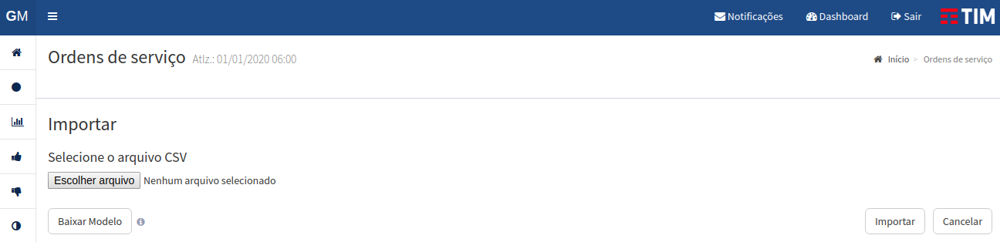 GM Notificações Dashboard Sair TIM
Ordens de serviço Atlz.: 01/01/2020 06:00 Início > Ordens de serviço
Importar
Selecione o arquivo CSV
Escolher arquivo Nenhum arquivo selecionado
Baixar Modelo Importar Cancelar